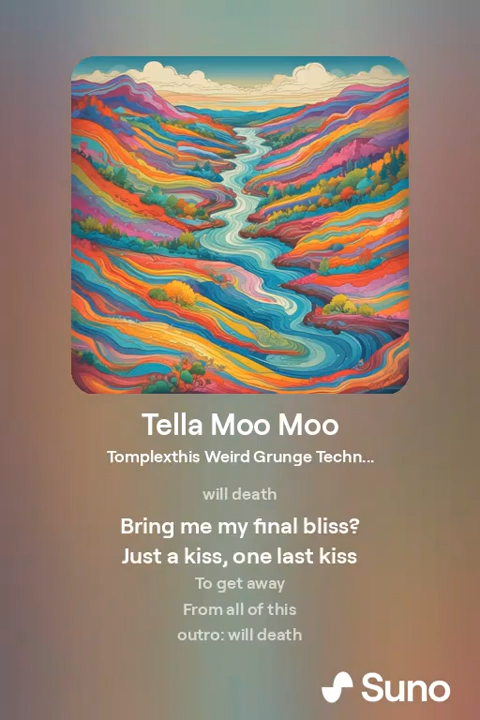 Tella Moo Moo
Tomplexthis Weird Grunge Techn...
will death
Bring me my final bliss?
Just a kiss, one last kiss
To get away
From all of this
outro: will death
Suno